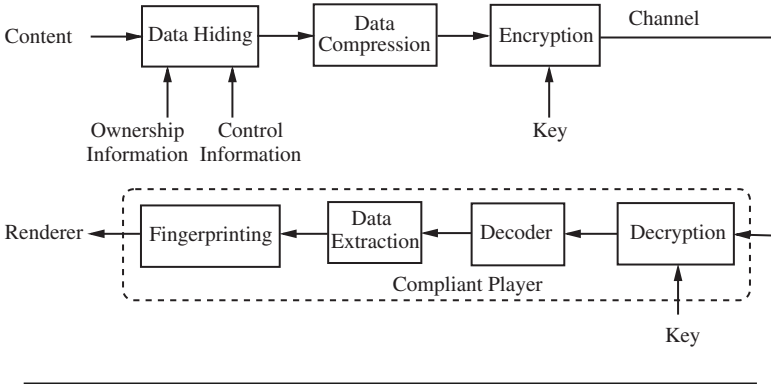 Content
Data Hiding
Data
Compression
Encryption
Channel
Ownership
Information
Control
Information
Key
Renderer
Fingerprinting
Data
Extraction
Decoder
Decryption
Compliant Player
Key